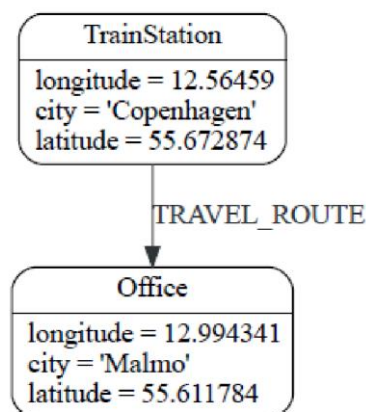 TrainStation
longitude = 12.56459
city = 'Copenhagen'
latitude = 55.672874
TRAVEL_ROUTE
Office
longitude = 12.994341
city = 'Malmo'
latitude = 55.611784